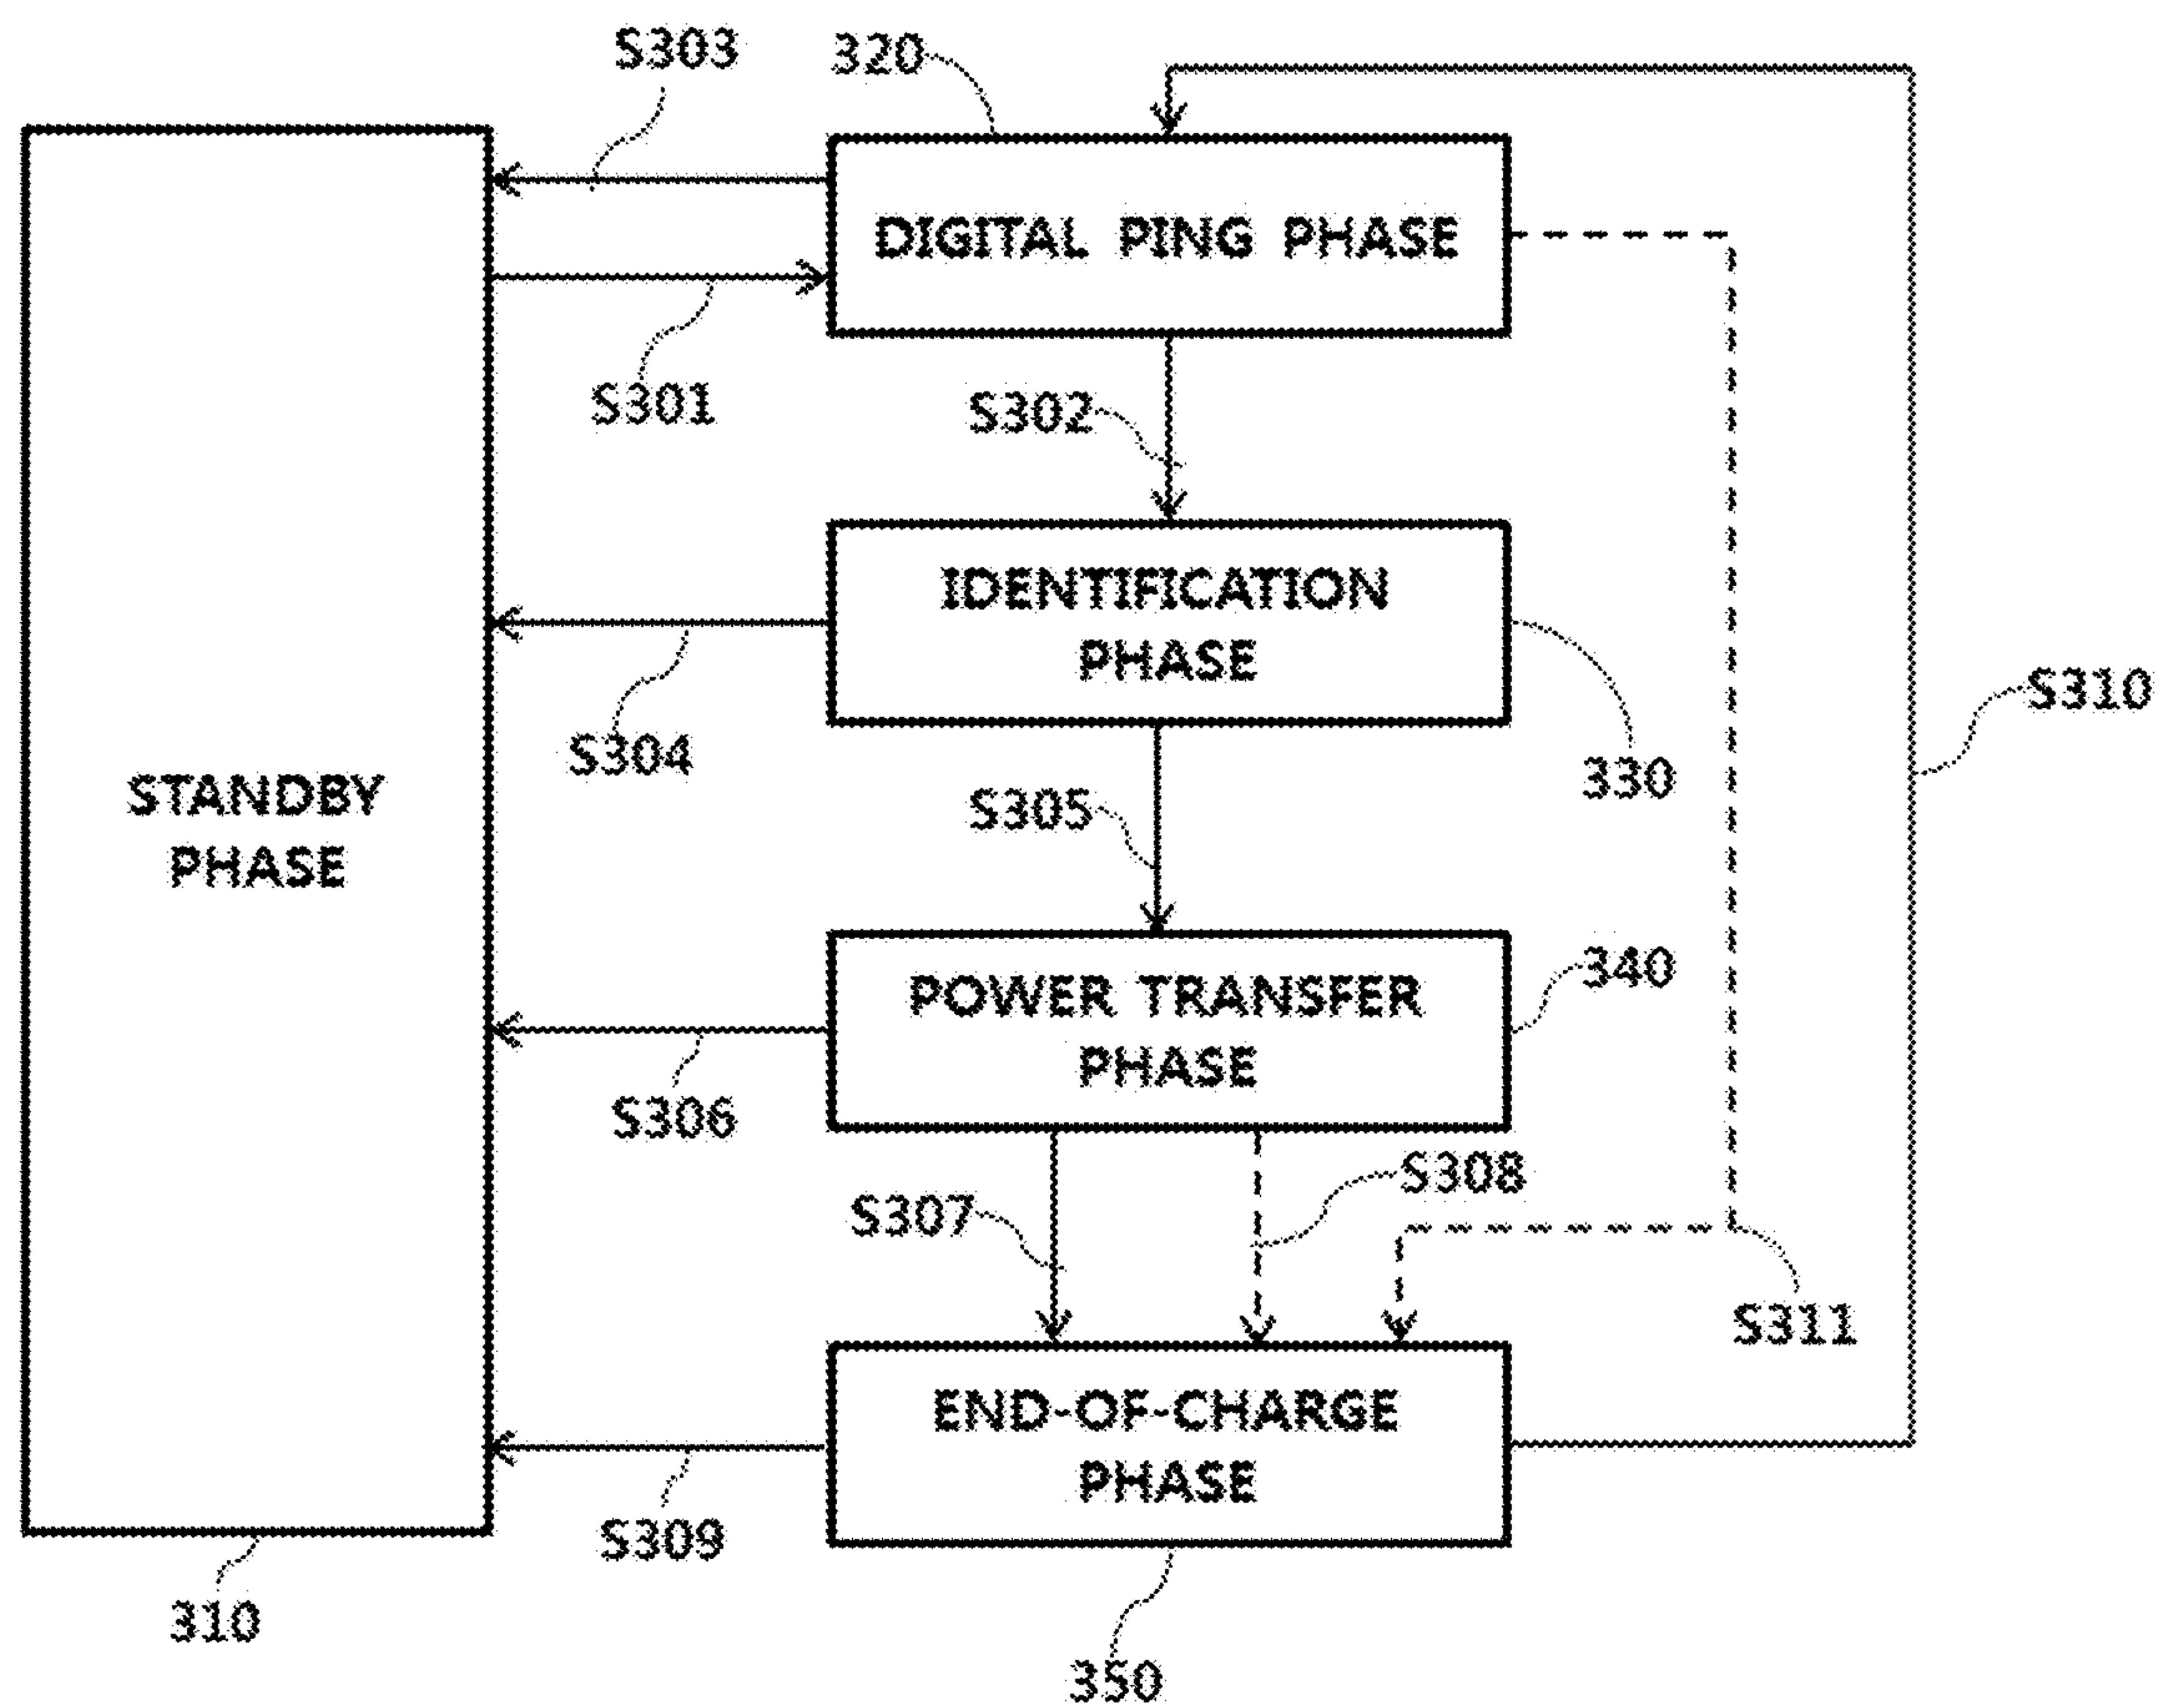 S303
320
DIGITAL PING PHASE
S301
S302
IDENTIFICATION
PHASE
S304
330
S310
STANDBY
PHASE
S305
POWER TRANSFER
PHASE
340
S306
S307
S308
S311
END-OF-CHARGE
PHASE
S309
310
350